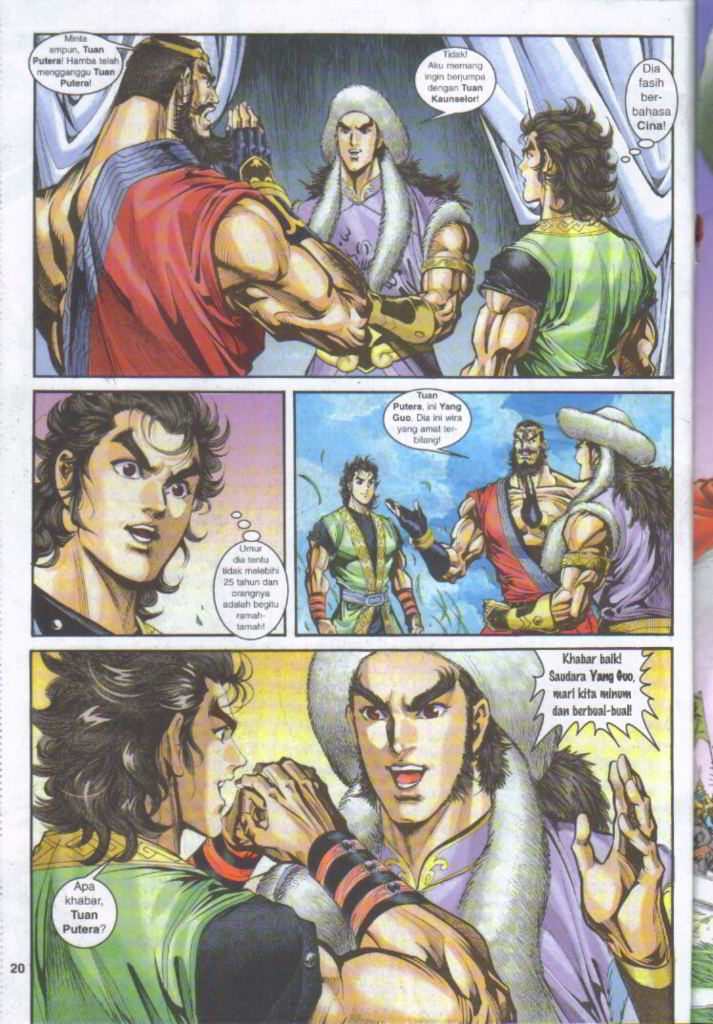 Minta
ampun, Tuan
Putera! Hamba telah
mengganggu Tuan
Putera!
Tidak!
Aku memang
ingin berjumpa
dengan Tuan
Kaunselor!
Dia
fasih
ber-
bahasa
Cina!
Umur
dia tentu
tidak melebihi
25 tahun dan
orangnya
adalah begitu
ramah-
tamah!
Tuan
Putera, ini Yang
Guo. Dia ini wira
yang amat ter-
bilang!
Khabar baik!
Saudara Yang Guo,
mari kita minum
dan berbual-bual!
Apa
khabar,
Tuan
Putera?
20